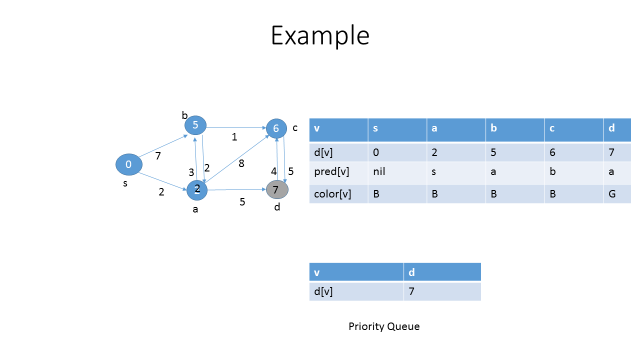 Example
b
5
6
c
1
7
0
3
2
8
4
5
s
2
2
7
5
a
d
v s a b c d
d[v] 0 2 5 6 7
pred[v] nil s a b a
color[v] B B B B G
v d
d[v] 7
Priority Queue